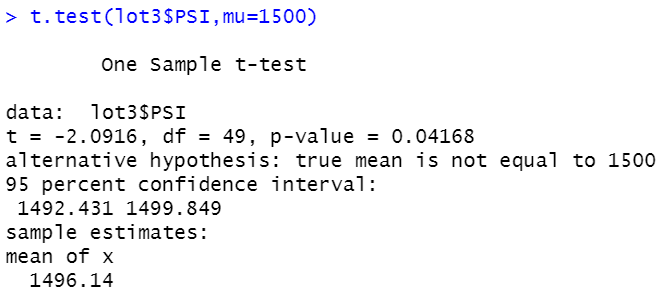 > t.test(lot3$PSI,mu=1500)
One Sample t-test
data:  lot3$PSI
t = -2.0916, df = 49, p-value = 0.04168
alternative hypothesis: true mean is not equal to 1500
95 percent confidence interval:
1492.431 1499.849
sample estimates:
mean of x
1496.14